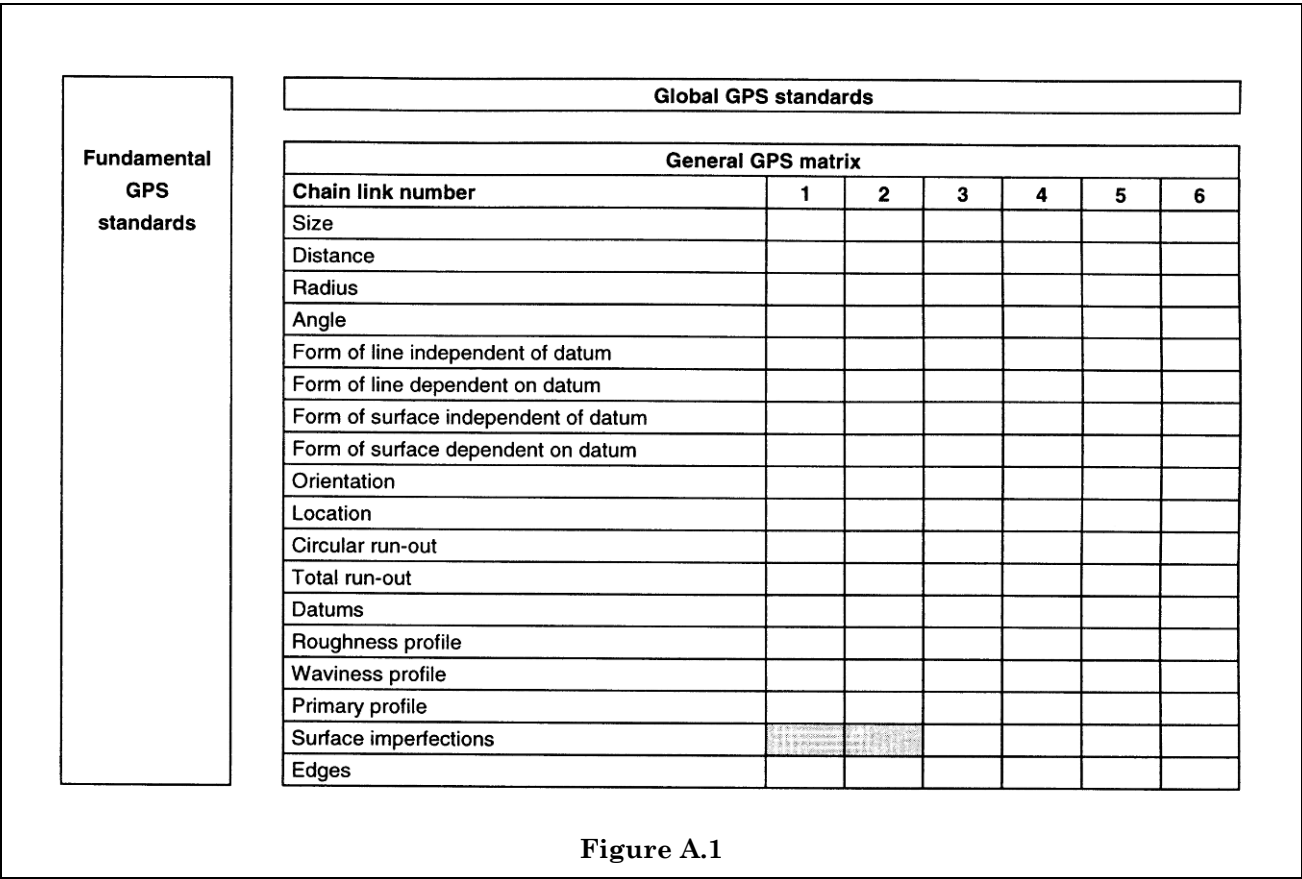 Fundamental
GPS
standards
Global GPS standards
General GPS matrix
Chain link number 1 2 3 4 5 6
Size
Distance
Radius
Angle
Form of line independent of datum
Form of line dependent on datum
Form of surface independent of datum
Form of surface dependent on datum
Orientation
Location
Circular run-out
Total run-out
Datums
Roughness profile
Waviness profile
Primary profile
Surface imperfections
Edges
Figure A.1